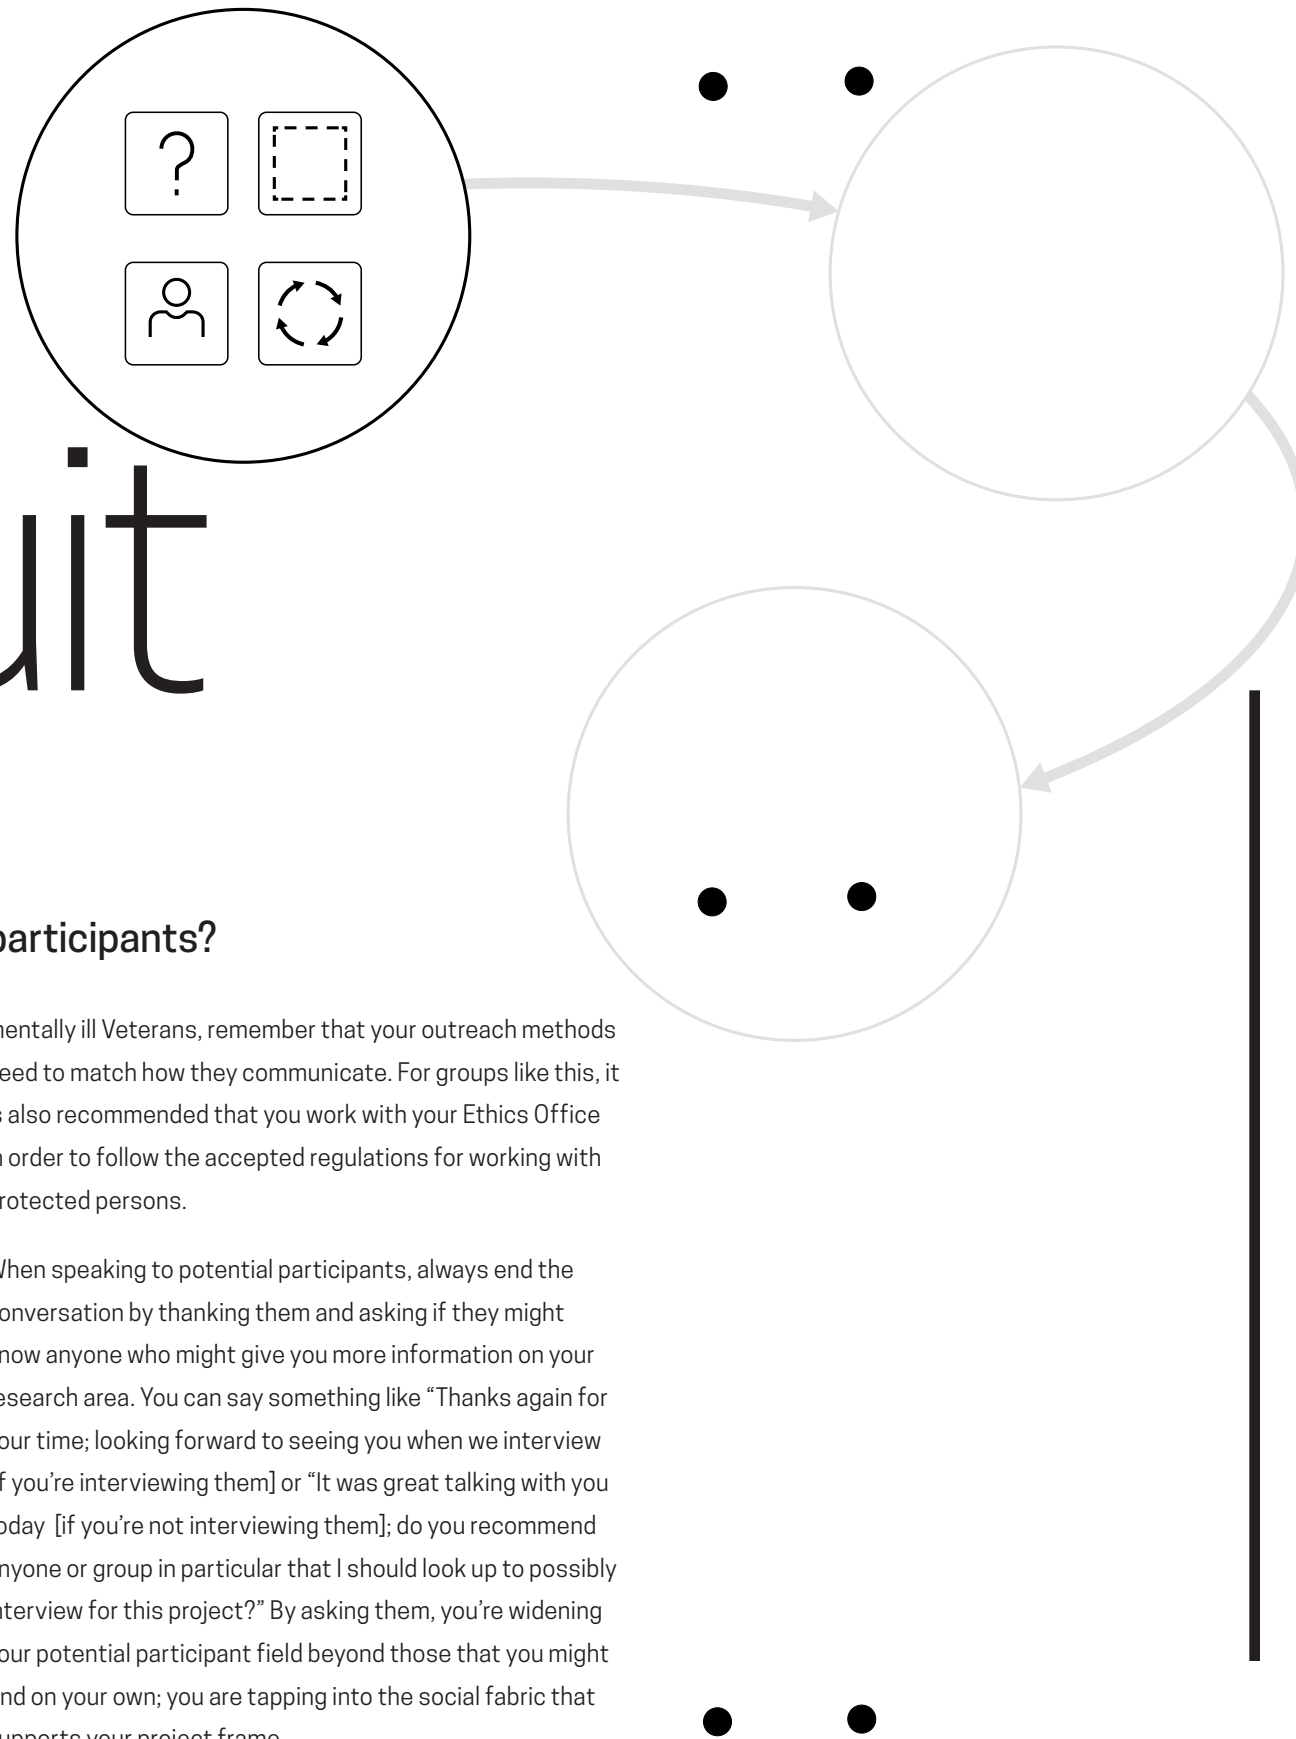 ?
uit
participants?
mentally ill Veterans, remember that your outreach methods
need to match how they communicate. For groups like this, it
is also recommended that you work with your Ethics Office
in order to follow the accepted regulations for working with
protected persons.
When speaking to potential participants, always end the
conversation by thanking them and asking if they might
know anyone who might give you more information on your
research area. You can say something like “Thanks again for
your time; looking forward to seeing you when we interview
if you’re interviewing them] or “It was great talking with you
today [if you’re not interviewing them]; do you recommend
anyone or group in particular that I should look up to possibly
interview for this project?” By asking them, you’re widening
your potential participant field beyond those that you might
find on your own; you are tapping into the social fabric that
supports your project frame.